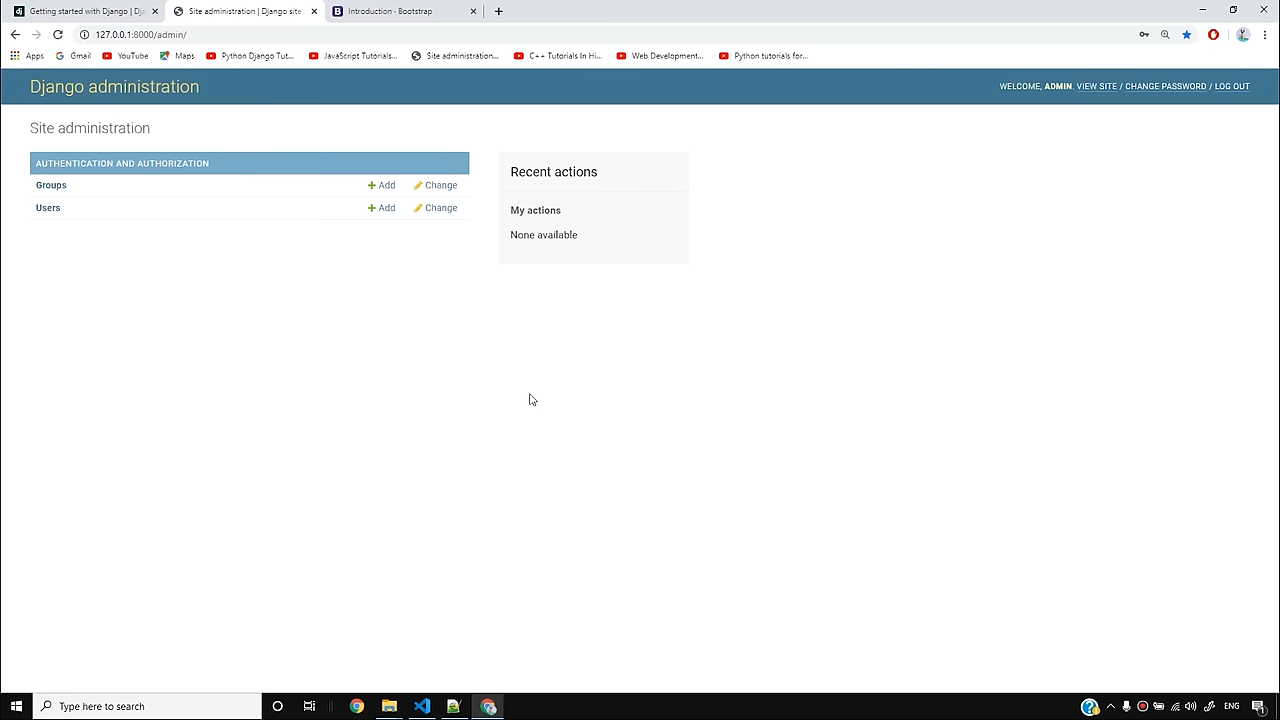 Getting started with Django | Dj
Site administration | Django site
Introduction · Bootstrap
127.0.0.1:8000/admin/
Apps
Gmail
YouTube
Maps
Python Django Tut...
JavaScript Tutorials...
Site administration...
C++ Tutorials In Hi...
Web Development...
Python tutorials for...
Django administration
WELCOME, ADMIN. VIEW SITE / CHANGE PASSWORD / LOG OUT
Site administration
AUTHENTICATION AND AUTHORIZATION
Groups Add Change
Users Add Change
Recent actions
My actions
None available
Type here to search
ENG